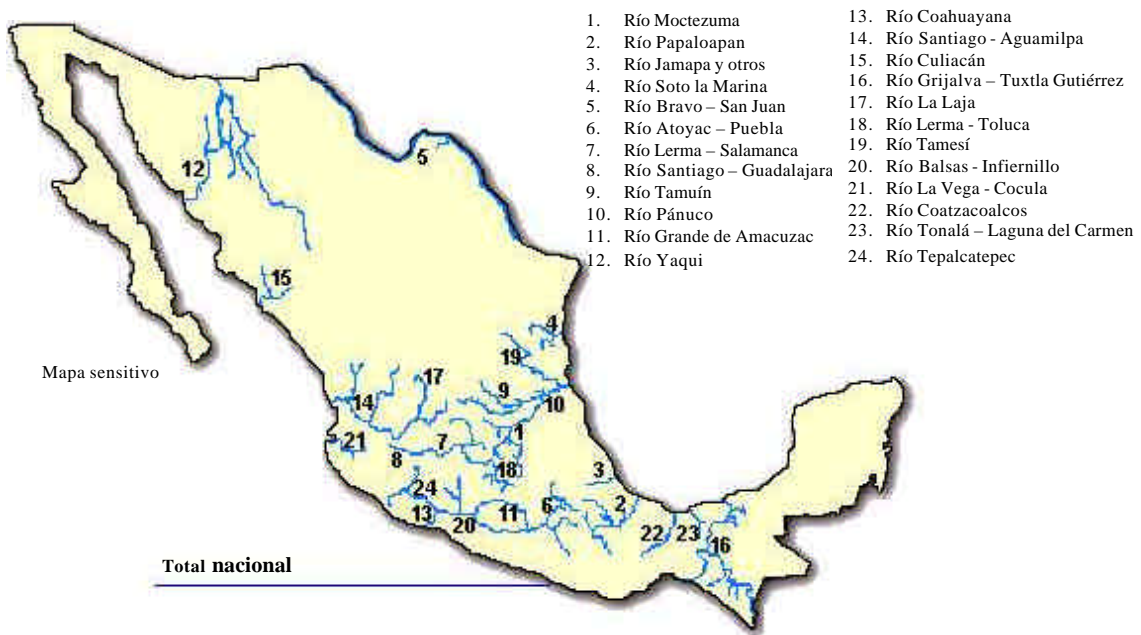 1. Río Moctezuma
2. Río Papaloapan
3. Río Jamapa y otros
4. Río Soto la Marina
5. Río Bravo – San Juan
6. Río Atoyac – Puebla
7. Río Lerma – Salamanca
8. Río Santiago – Guadalajara
9. Río Tamuín
10. Río Pánuco
11. Río Grande de Amacuzac
12. Río Yaqui
13. Río Coahuayana
14. Río Santiago - Aguamilpa
15. Río Culiacán
16. Río Grijalva – Tuxtla Gutiérrez
17. Río La Laja
18. Río Lerma - Toluca
19. Río Tamesí
20. Río Balsas - Infiernillo
21. Río La Vega - Cocula
22. Río Coatzacoalcos
23. Río Tonalá – Laguna del Carmen
24. Río Tepalcatepec
5
12
15
4
19
Mapa sensitivo
17
9
14
10
1
21
7
8
18
3
24
2
6
13
20
11
22
23
16
Total nacional